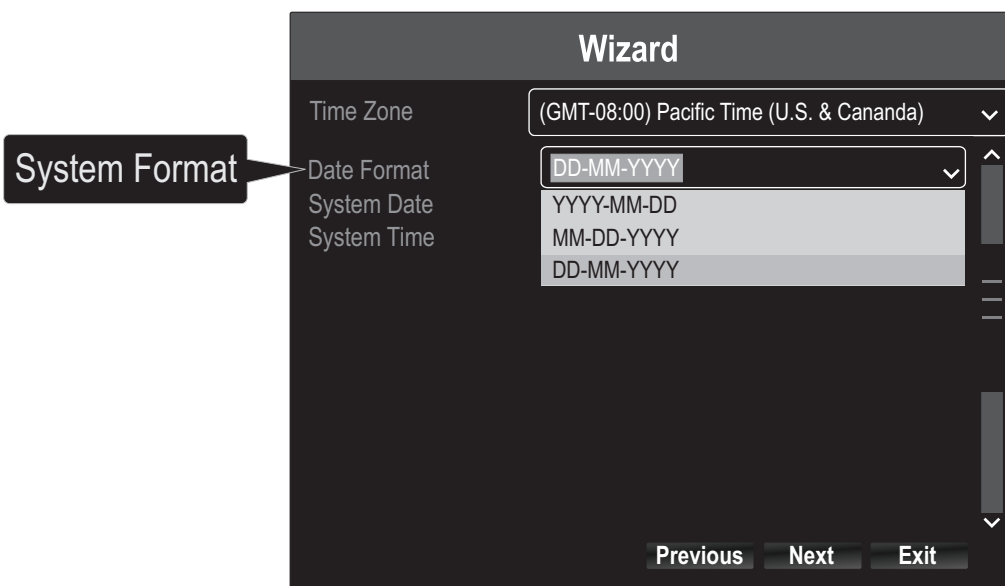 Wizard
Time Zone
(GMT-08:00) Pacific Time (U.S. & Cananda)
System Format
Date Format
DD-MM-YYYY
System Date
YYYY-MM-DD
System Time
MM-DD-YYYY
DD-MM-YYYY
Previous Next Exit